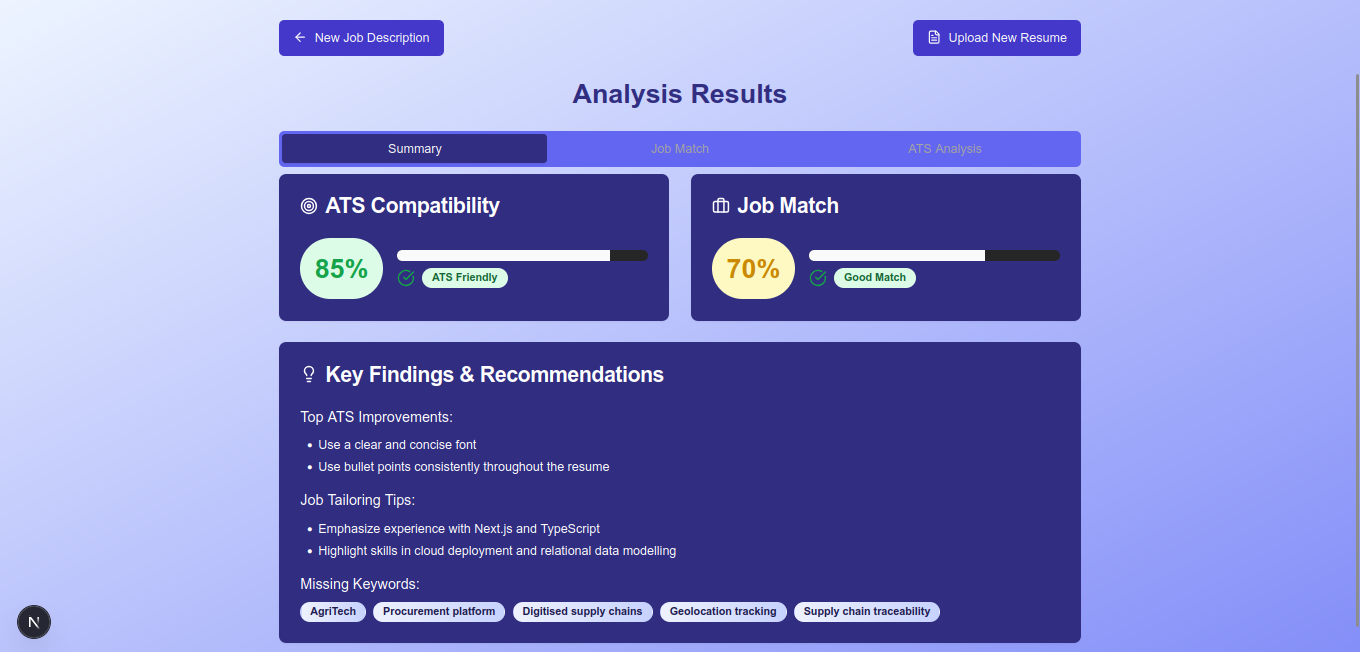 New Job Description
Upload New Resume
Analysis Results
Summary
Job Match
ATS Analysis
ATS Compatibility
85%
ATS Friendly
Job Match
70%
Good Match
Key Findings & Recommendations
Top ATS Improvements:
• Use a clear and concise font
• Use bullet points consistently throughout the resume
Job Tailoring Tips:
• Emphasize experience with Next.js and TypeScript
• Highlight skills in cloud deployment and relational data modelling
Missing Keywords:
AgriTech Procurement platform Digitised supply chains Geolocation tracking Supply chain traceability
N